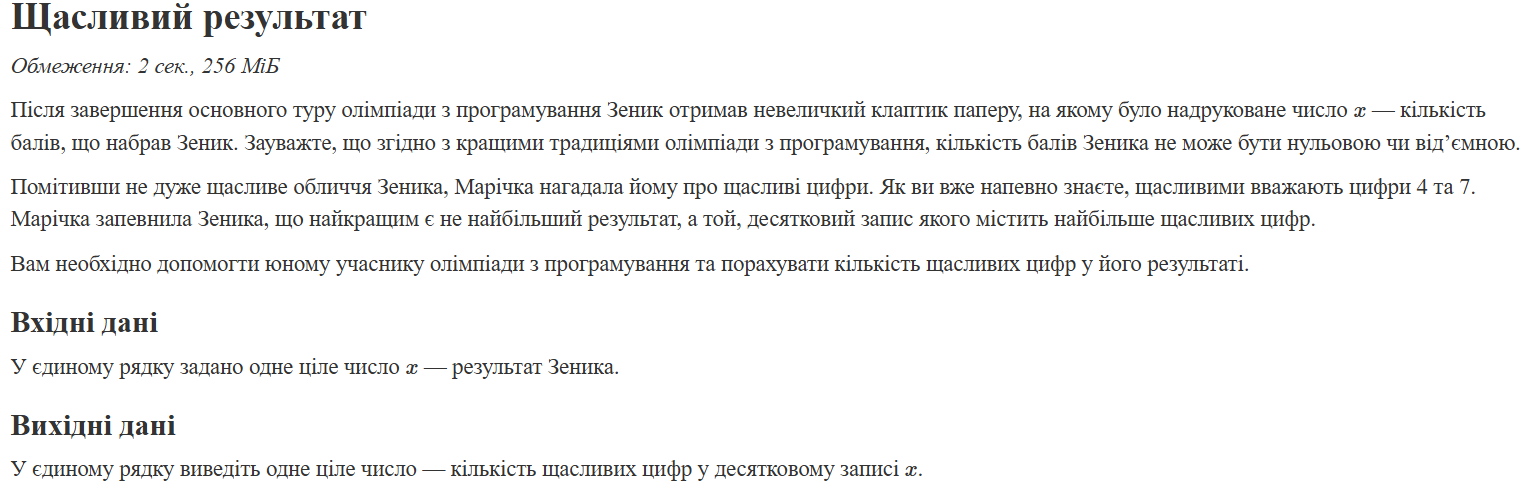 Щасливий результат
Обмеження: 2 сек., 256 МіБ
Після завершення основного туру олімпіади з програмування Зеник отримав невеличкий клаптик паперу, на якому було надруковане число x — кількість
балів, що набрав Зеник. Зауважте, що згідно з кращими традиціями олімпіади з програмування, кількість балів Зеника не може бути нульовою чи від’ємною.
Помітивши не дуже щасливе обличчя Зеника, Марічка нагадала йому про щасливі цифри. Як ви вже напевно знаєте, щасливими вважають цифри 4 та 7.
Марічка запевнила Зеника, що найкращим є не найбільший результат, а той, десятковий запис якого містить найбільше щасливих цифр.
Вам необхідно допомогти юному учаснику олімпіади з програмування та порахувати кількість щасливих цифр у його результаті.
Вхідні дані
У єдиному рядку задано одне ціле число x — результат Зеника.
Вихідні дані
У єдиному рядку виведіть одне ціле число — кількість щасливих цифр у десятковому записі x.